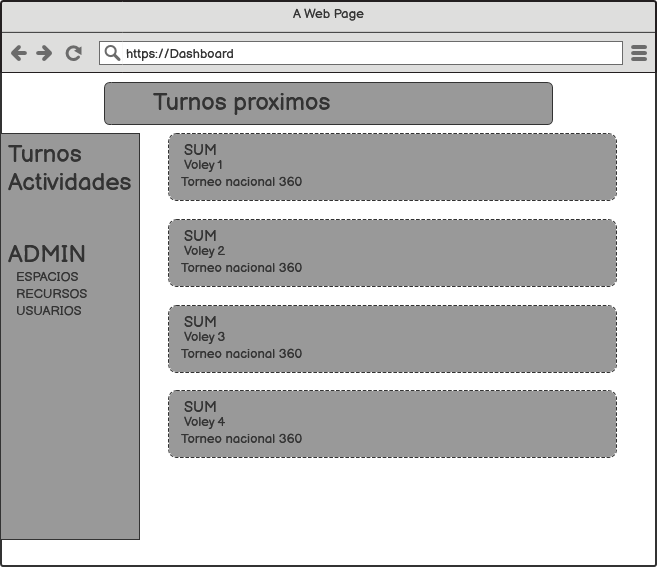 A Web Page
https://Dashboard
Turnos proximos
Turnos
Actividades
ADMIN
ESPACIOS
RECURSOS
USUARIOS
SUM
Voley 1
Torneo nacional 360
SUM
Voley 2
Torneo nacional 360
SUM
Voley 3
Torneo nacional 360
SUM
Voley 4
Torneo nacional 360